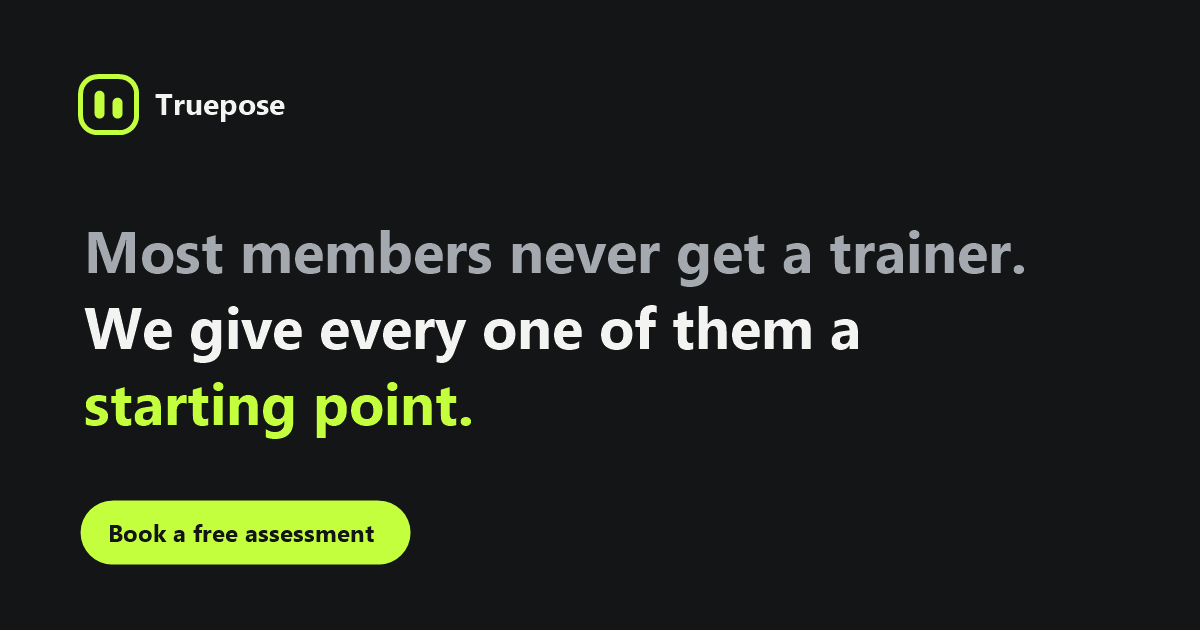 Truepose
Most members never get a trainer.
We give every one of them a
starting point.
Book a free assessment